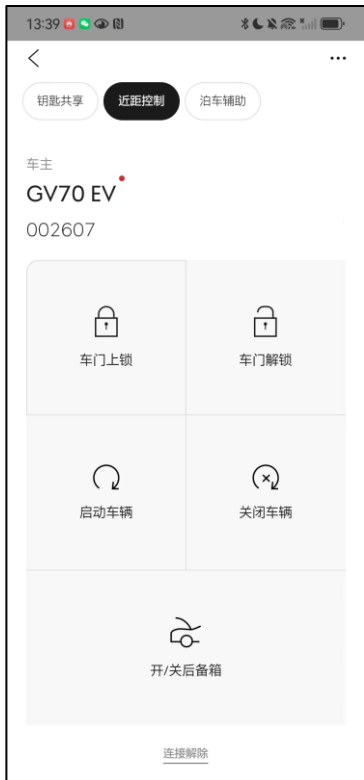 13:39
钥匙共享 近距控制 泊车辅助
车主
GV70 EV
002607
车门上锁 车门解锁
启动车辆 关闭车辆
开/关后备箱
连接解除